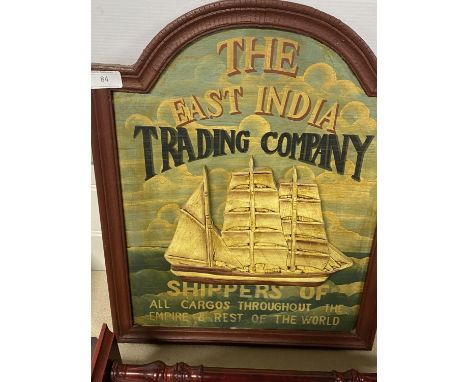 84
THE
EAST INDIA
TRADING COMPANY
SHIPPERS OF
ALL CARGOS THROUGHOUT THE
EMPIRE & REST OF THE WORLD